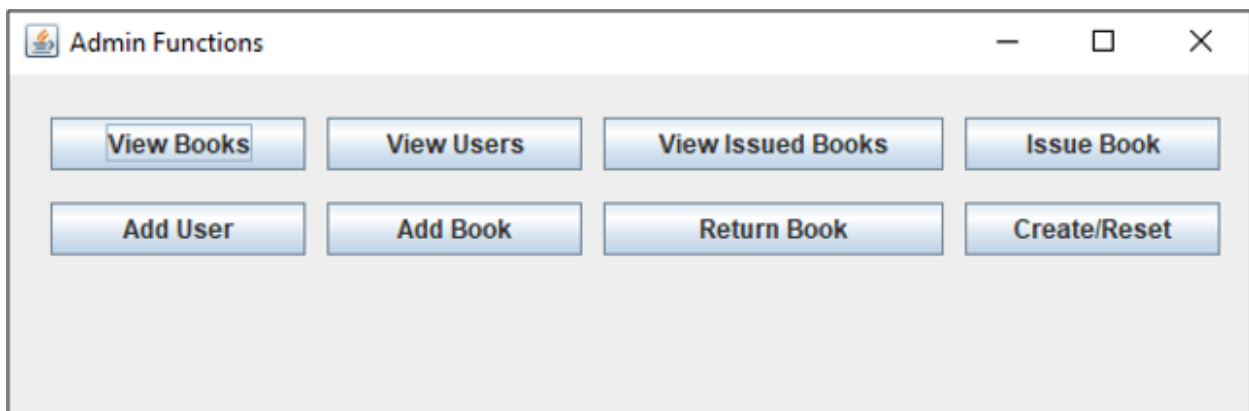 Admin Functions
View Books View Users View Issued Books Issue Book
Add User Add Book Return Book Create/Reset